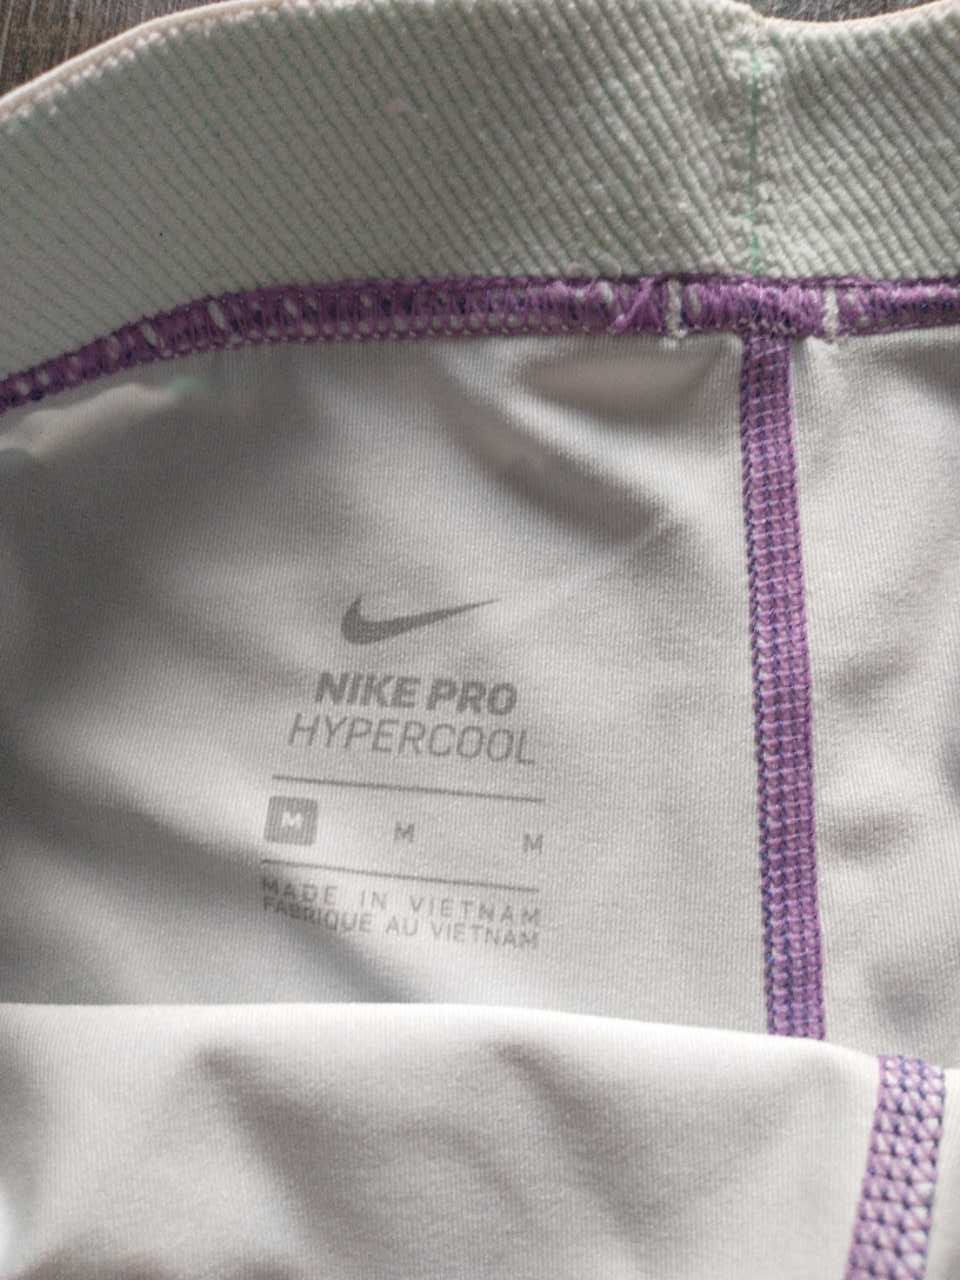 NIKE PRO
HYPERCOOL
M M M
MADE IN VIETNAM
FABRIQUE AU VIETNAM